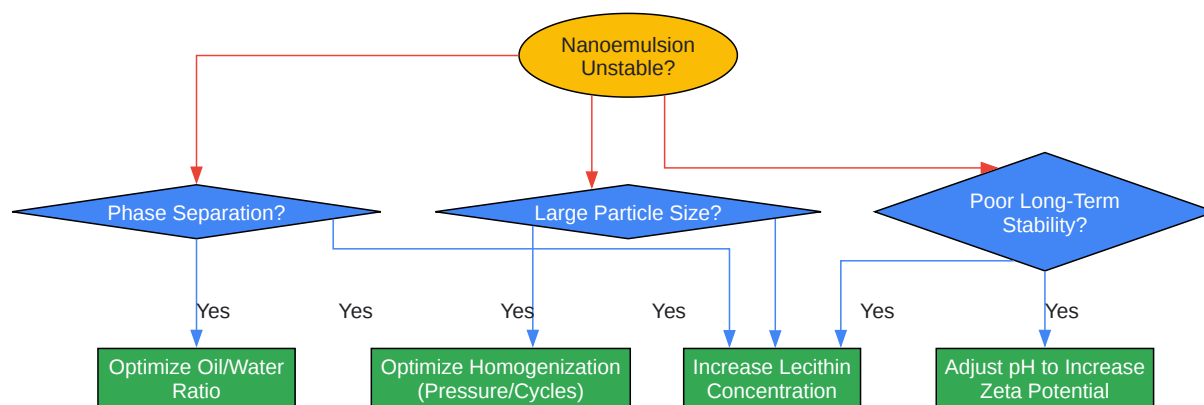 Nanoemulsion
Unstable?
Phase Separation?
Large Particle Size?
Poor Long-Term
Stability?
Yes
Yes
Yes
Yes
Yes
Yes
Optimize Oil/Water
Ratio
Optimize Homogenization
(Pressure/Cycles)
Increase Lecithin
Concentration
Adjust pH to Increase
Zeta Potential